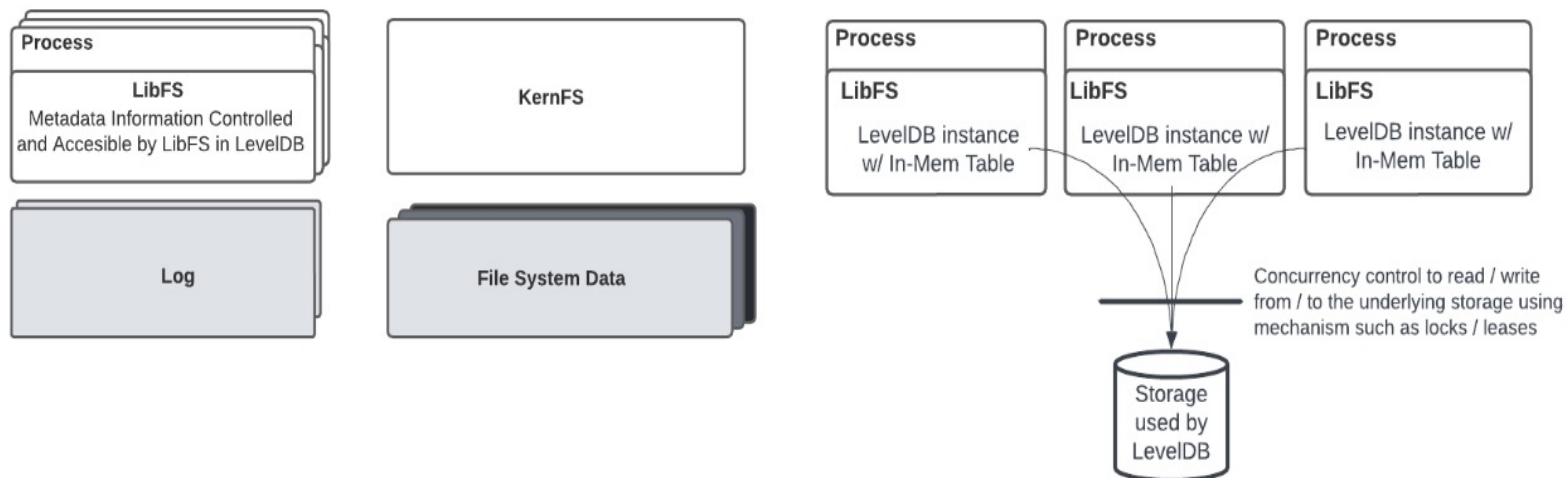 Process
LibFS
Metadata Information Controlled
and Accesible by LibFS in LevelDB
KernFS
Log
File System Data
Process
LibFS
LevelDB instance
w/ In-Mem Table
Process
LibFS
LevelDB instance w/
In-Mem Table
Process
LibFS
LevelDB instance w/
In-Mem Table
Concurrency control to read / write
from / to the underlying storage using
mechanism such as locks / leases
Storage
used by
LevelDB